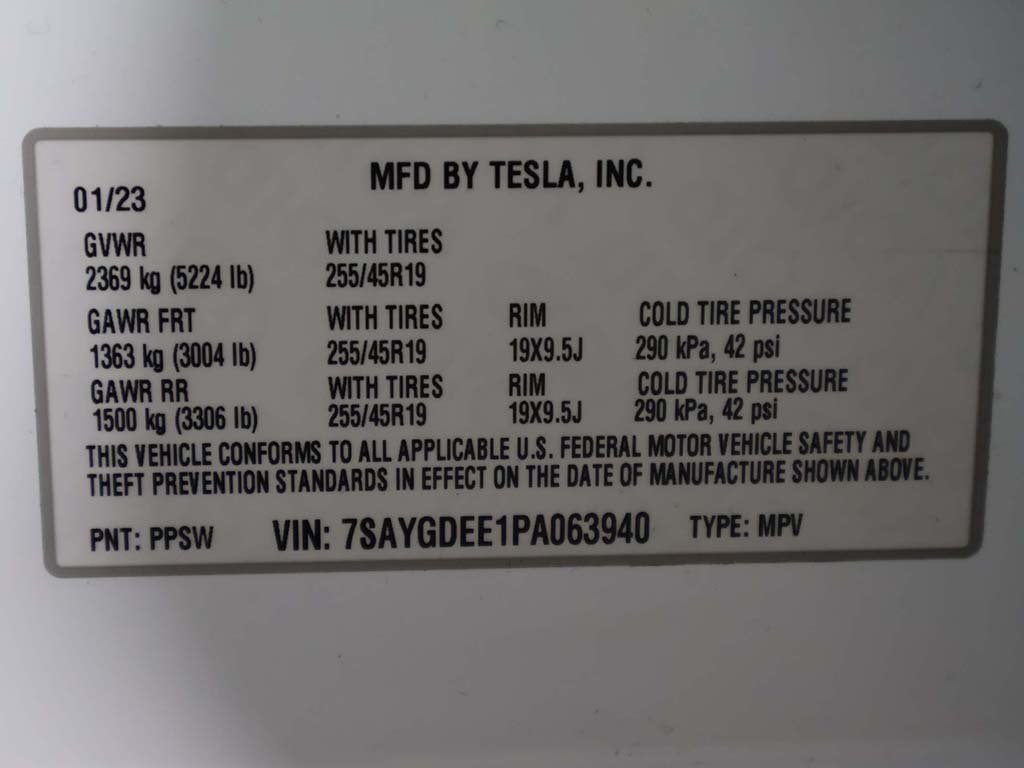 MFD BY TESLA, INC.
01/23
GVWR WITH TIRES
2369 kg (5224 lb) 255/45R19
GAWR FRT WITH TIRES RIM COLD TIRE PRESSURE
1363 kg (3004 lb) 255/45R19 19X9.5J 290 kPa, 42 psi
GAWR RR WITH TIRES RIM COLD TIRE PRESSURE
1500 kg (3306 lb) 255/45R19 19X9.5J 290 kPa, 42 psi
THIS VEHICLE CONFORMS TO ALL APPLICABLE U.S. FEDERAL MOTOR VEHICLE SAFETY AND
THEFT PREVENTION STANDARDS IN EFFECT ON THE DATE OF MANUFACTURE SHOWN ABOVE.
PNT: PPSW VIN: 7SAYGDEE1PA063940 TYPE: MPV